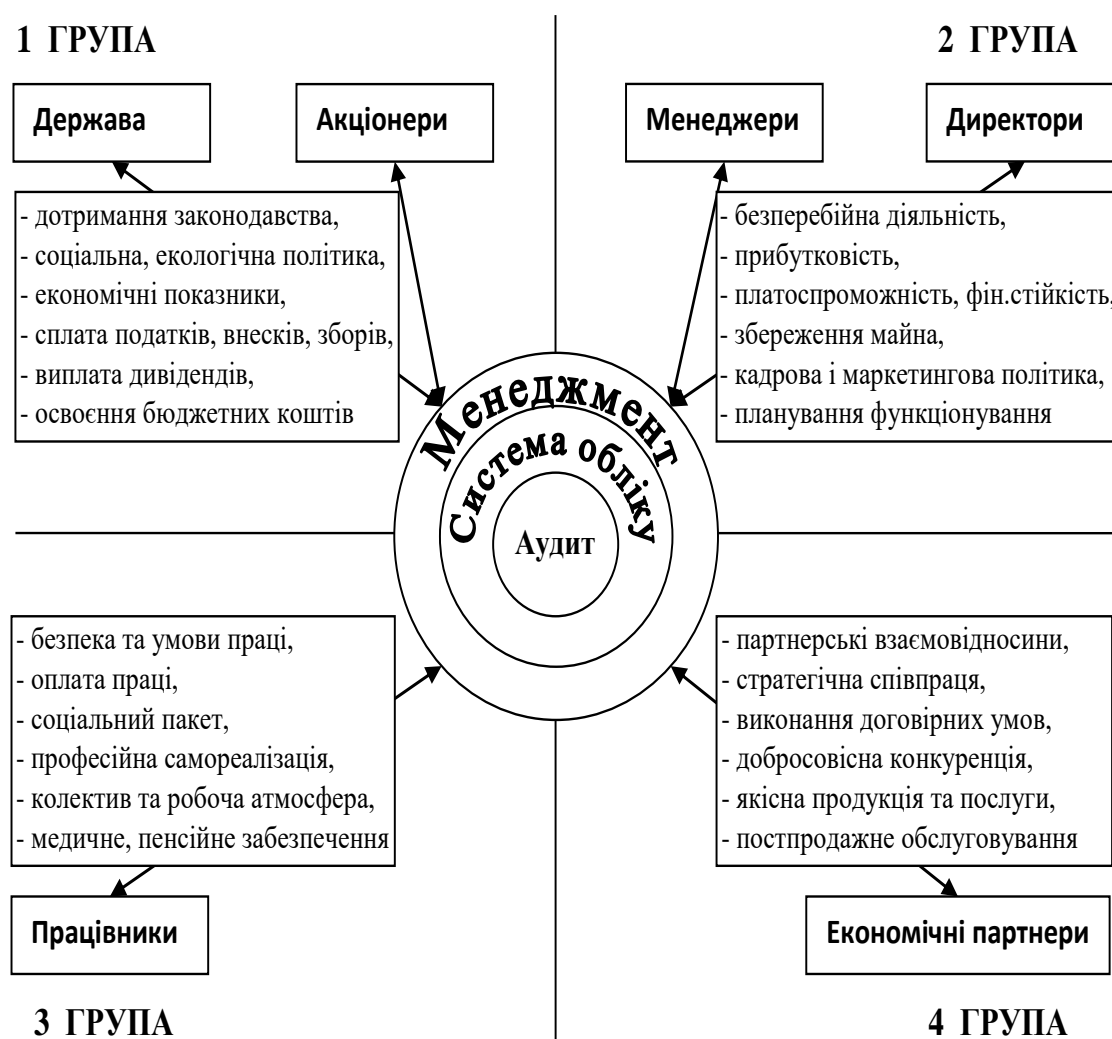 1 ГРУПА
2 ГРУПА
Держава
Акціонери
Менеджери
Директори
- дотримання законодавства,
- соціальна, екологічна політика,
- економічні показники,
- сплата податків, внесків, зборів,
- виплата дивідендів,
- освоєння бюджетних коштів
- безперебійна діяльність,
- прибутковість,
- платоспроможність, фін.стійкість,
- збереження майна,
- кадрова і маркетингова політика,
- планування функціонування
Менеджмент
Система обліку
Аудит
- безпека та умови праці,
- оплата праці,
- соціальний пакет,
- професійна самореалізація,
- колектив та робоча атмосфера,
- медичне, пенсійне забезпечення
- партнерські взаємовідносини,
- стратегічна співпраця,
- виконання договірних умов,
- добросовісна конкуренція,
- якісна продукція та послуги,
- постпродажне обслуговування
Працівники
Економічні партнери
3 ГРУПА
4 ГРУПА